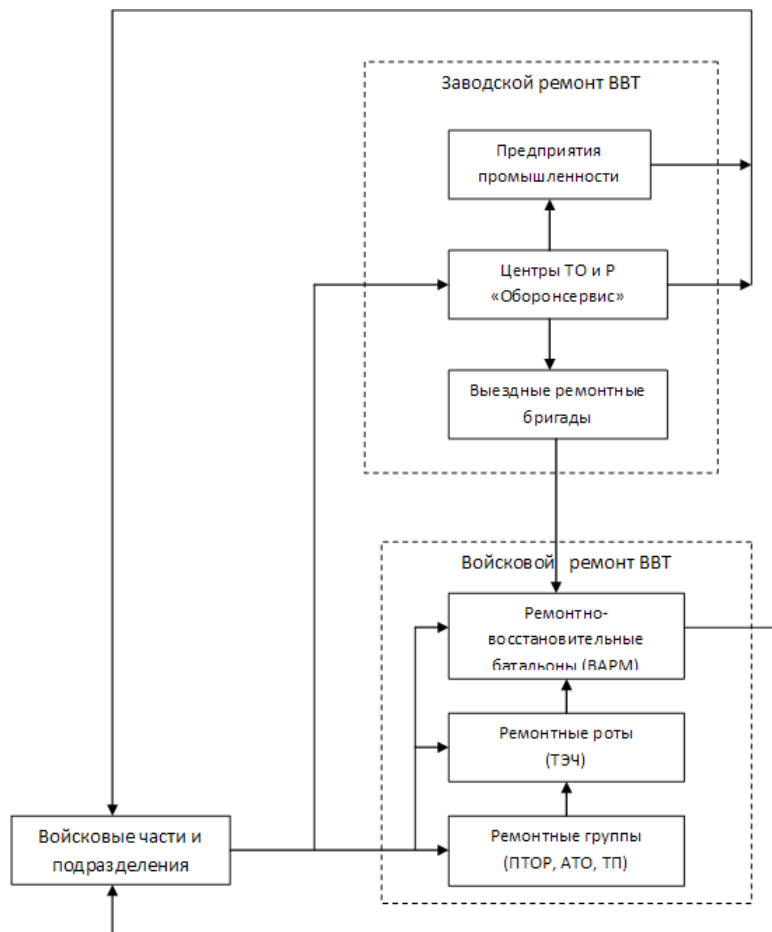 Заводской ремонт ВВТ
Предприятия
промышленности
Центры ТО и Р
«Оборонсервис»
Выездные ремонтные
бригады
Войсковой ремонт ВВТ
Ремонтно-
восстановительные
батальоны (ВАРМ)
Ремонтные роты
(ТЭЧ)
Войсковые части и
подразделения
Ремонтные группы
(ПТОР, АТО, ТП)